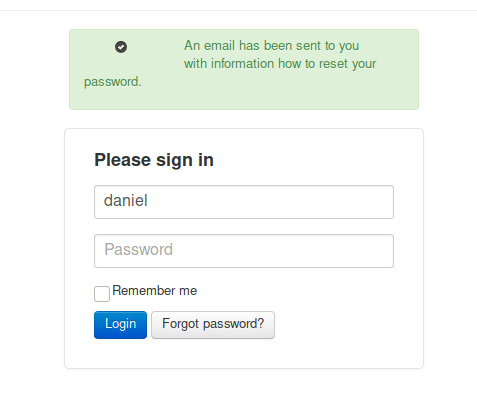 An email has been sent to you
with information how to reset your
password.
Please sign in
daniel
Password
Remember me
Login Forgot password?